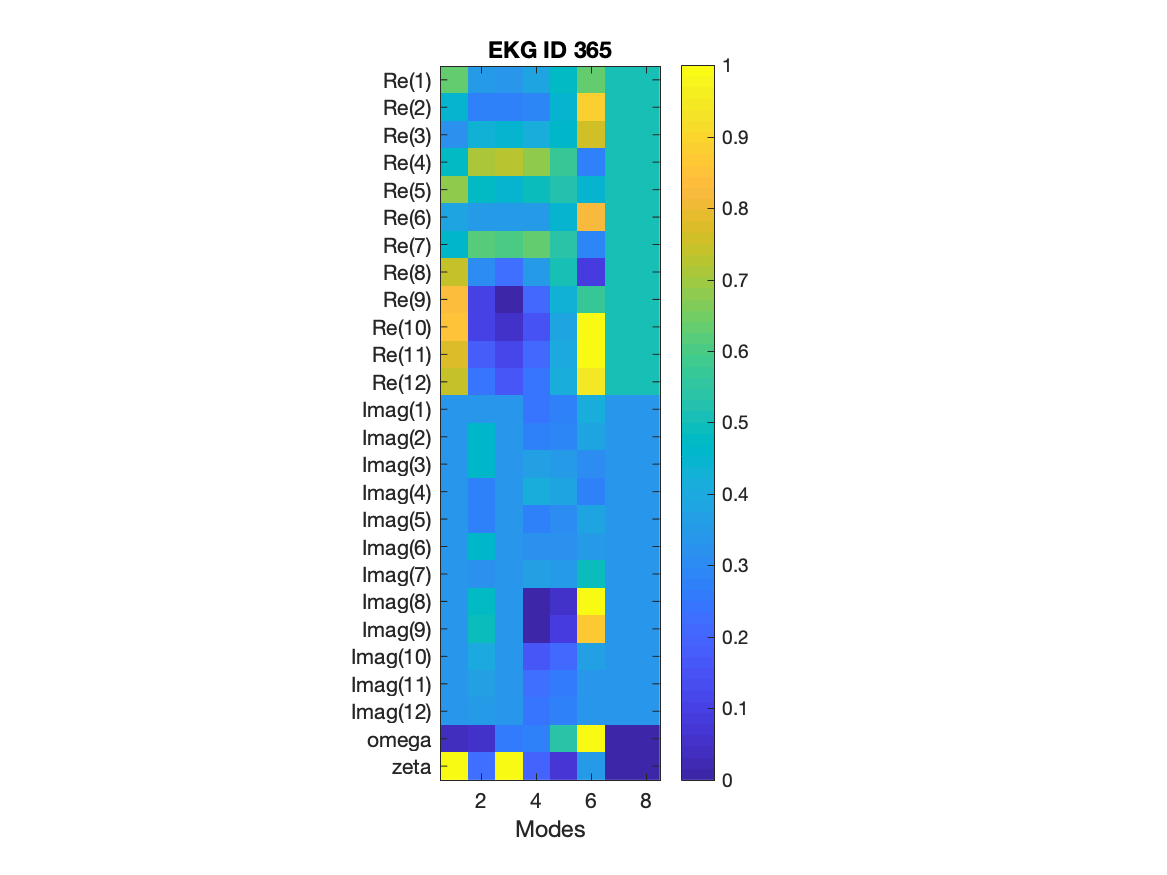 EKG ID 365
Re(1)
Re(2)
Re(3)
Re(4)
Re(5)
Re(6)
Re(7)
Re(8)
Re(9)
Re(10)
Re(11)
Re(12)
Imag(1)
Imag(2)
Imag(3)
Imag(4)
Imag(5)
Imag(6)
Imag(7)
Imag(8)
Imag(9)
Imag(10)
Imag(11)
Imag(12)
omega
zeta
2 4 6 8
Modes
1
0.9
0.8
0.7
0.6
0.5
0.4
0.3
0.2
0.1
0